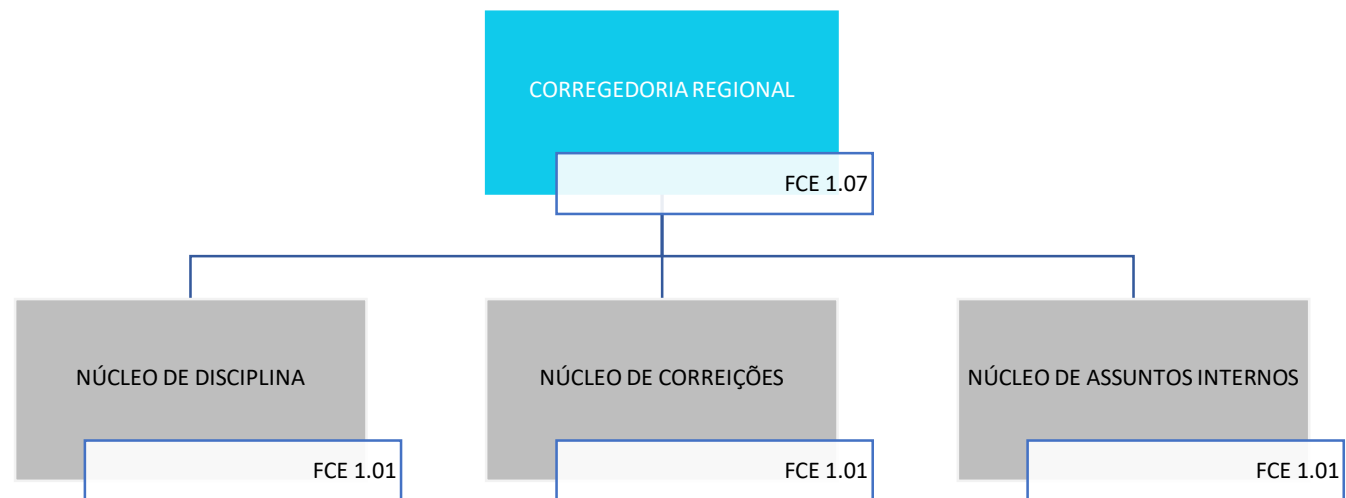 CORREGEDORIA REGIONAL
FCE 1.07
NÚCLEO DE DISCIPLINA
FCE 1.01
NÚCLEO DE CORREIÇÕES
FCE 1.01
NÚCLEO DE ASSUNTOS INTERNOS
FCE 1.01